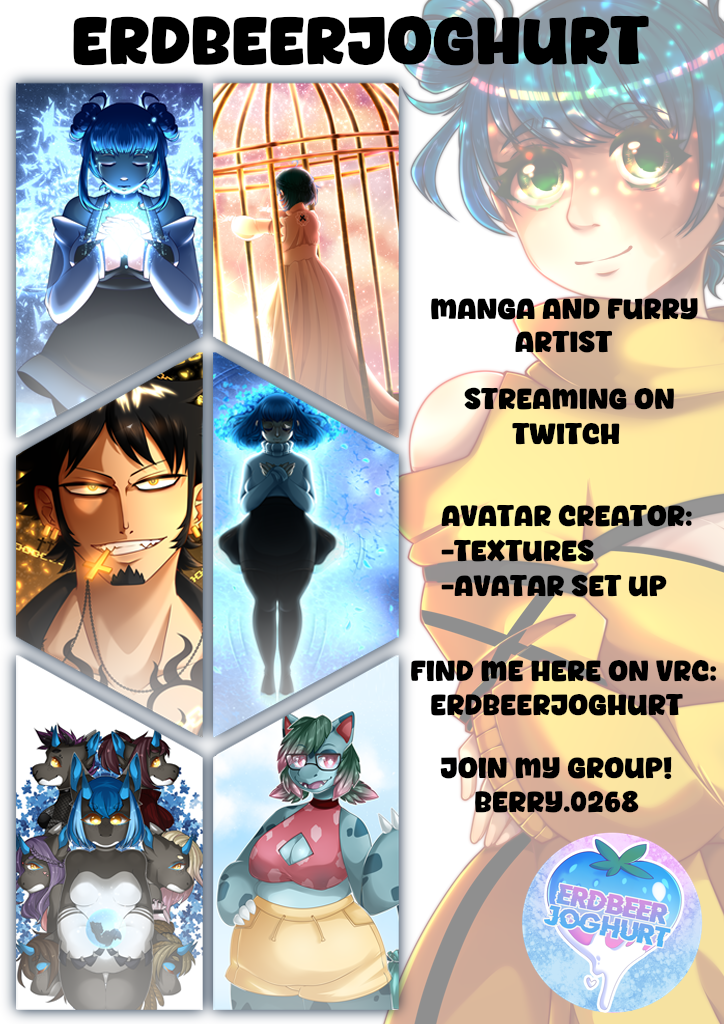 ERDBEERJOGHURT
MANGA AND FURRY
ARTIST
STREAMING ON
TWITCH
AVATAR CREATOR:
-TEXTURES
-AVATAR SET UP
FIND ME HERE ON VRC:
ERDBEERJOGHURT
JOIN MY GROUP!
BERRY.0268
ERDBEER
JOGHURT